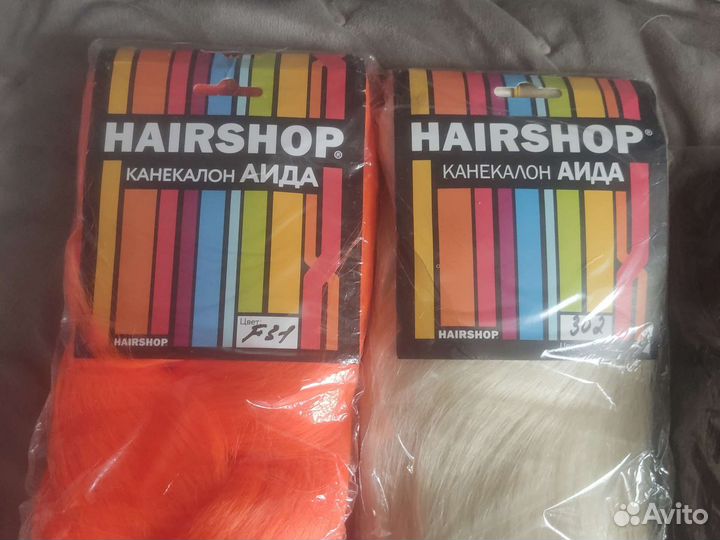 HAIRSHOP®
КАНЕКАЛОН АИДА
Цвет:
F31
HAIRSHOP
HAIRSHOP®
КАНЕКАЛОН АИДА
302
HAIRSHOP
Avito